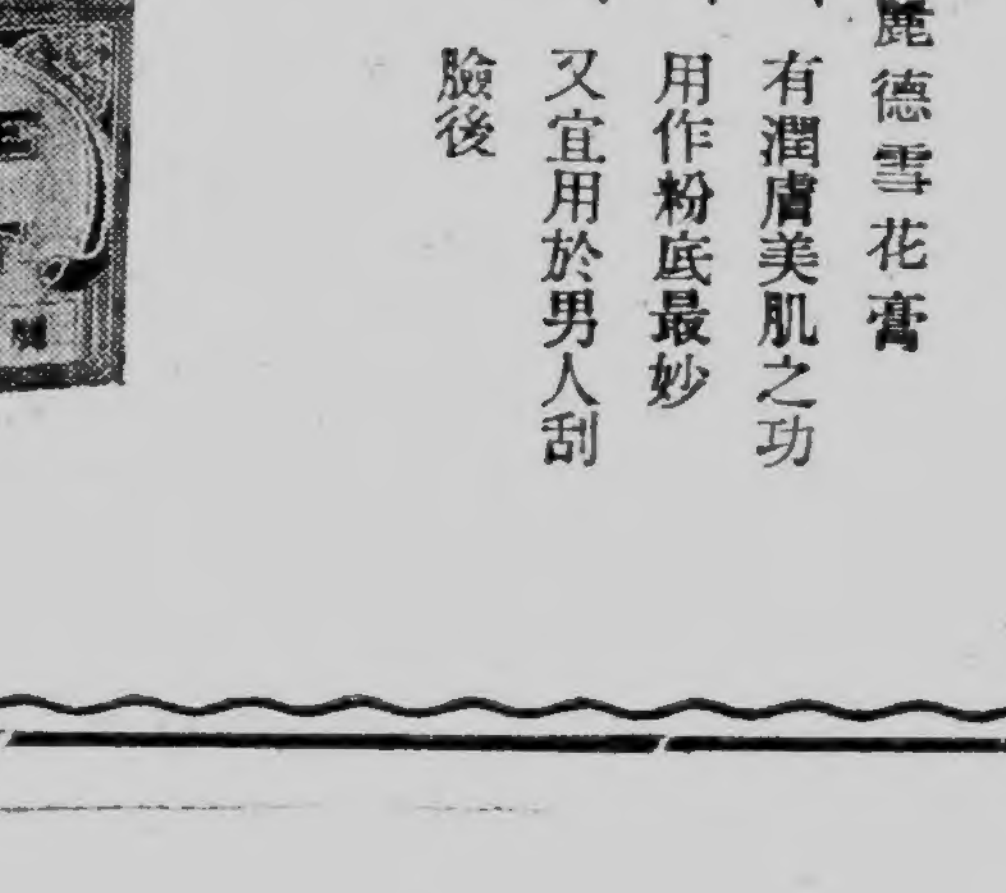 麗德雪花膏
有潤膚美肌之功
用作粉底最妙
又宜用於男人刮
臉後